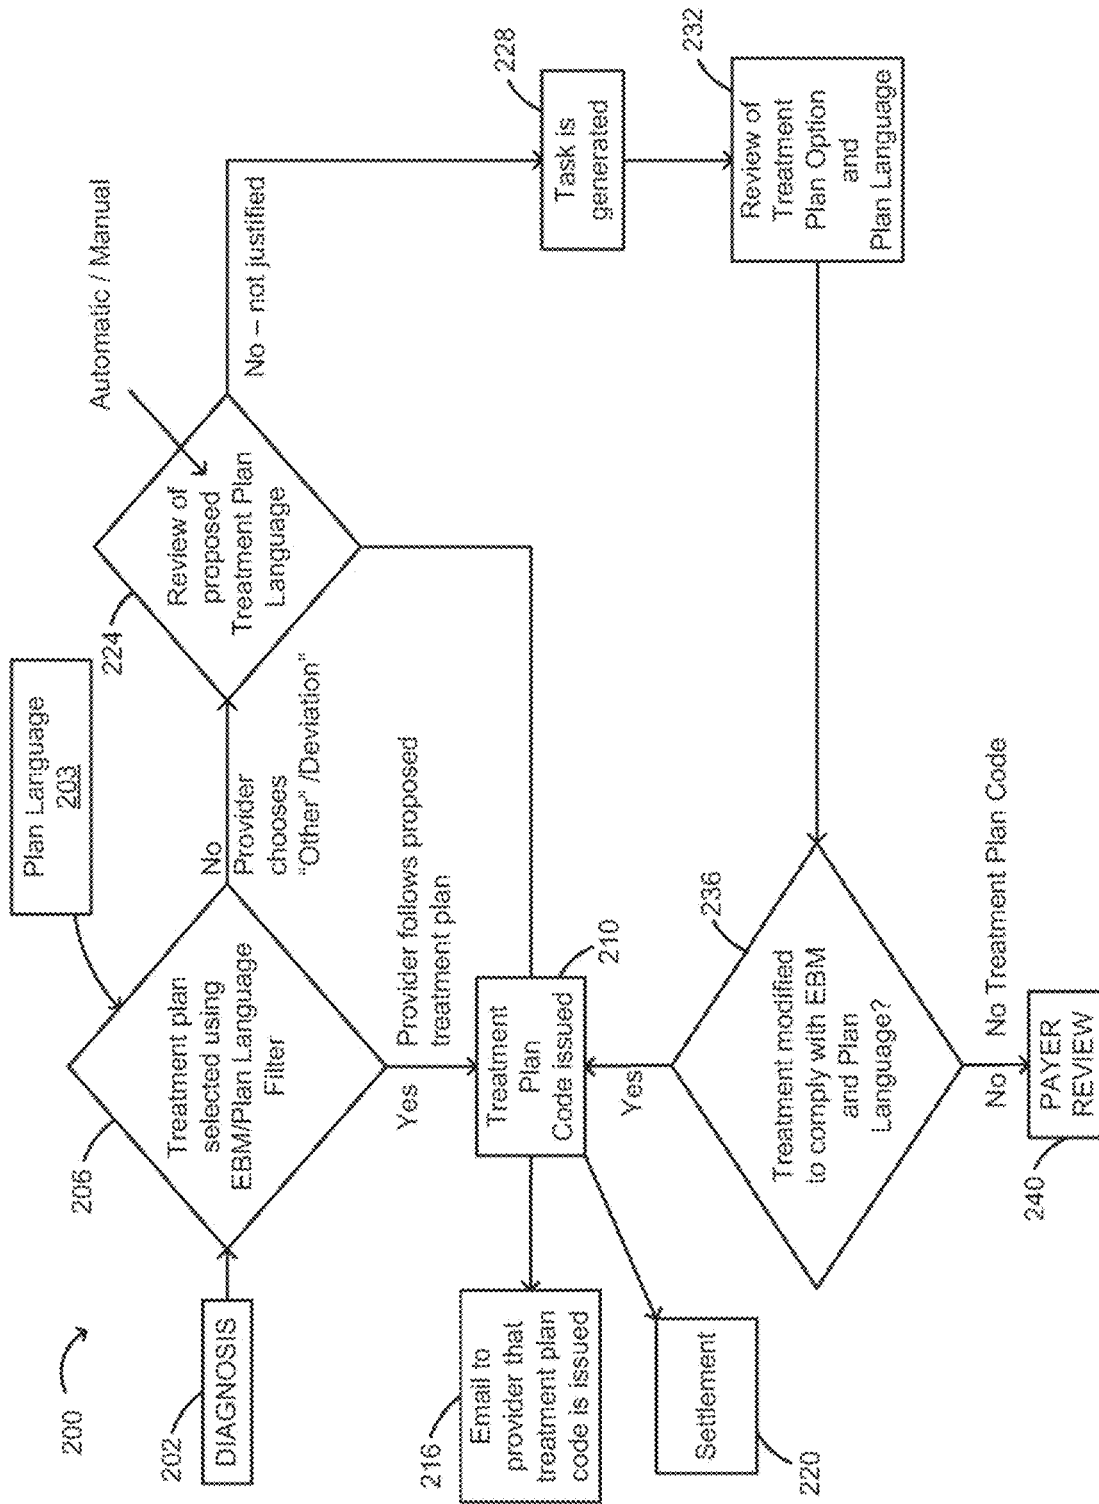 200
202
DIAGNOSIS
206
Treatment plan
selected using
EBM/Plan Language
Filter
Plan Language
203
No
Provider
chooses
"Other" /Deviation"
224
Review of
proposed
Treatment Plan
Language
Automatic / Manual
No – not justified
228
Task is
generated
232
Review of
Treatment
Plan Option
and
Plan Language
Yes
Provider follows proposed
treatment plan
210
Treatment
Plan
Code issued
216
Email to
provider that
treatment plan
code is issued
220
Settlement
Yes
236
Treatment modified
to comply with EBM
and Plan
Language?
No
No Treatment Plan Code
240
PAYER
REVIEW